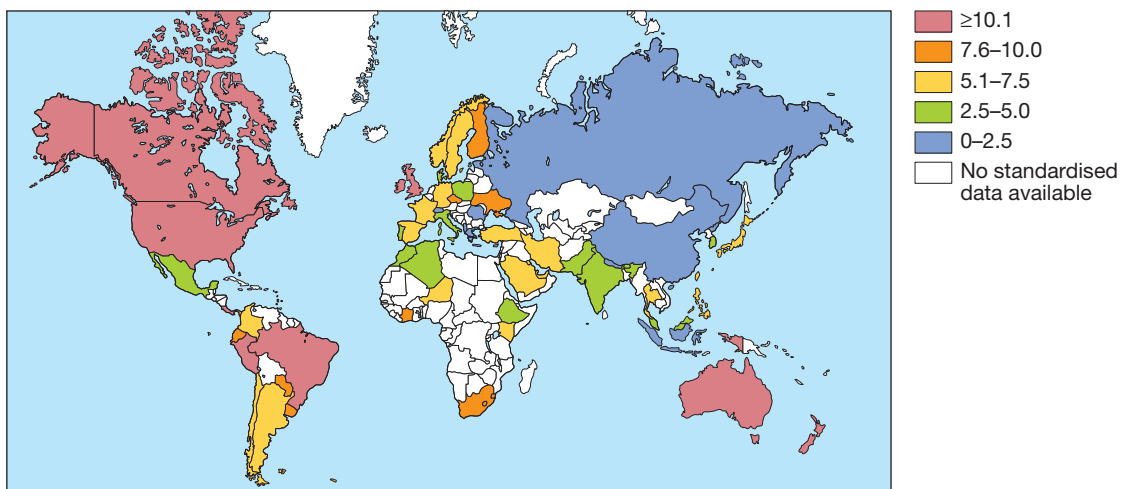 ≥10.1
7.6–10.0
5.1–7.5
2.5–5.0
0–2.5
No standardised
data available